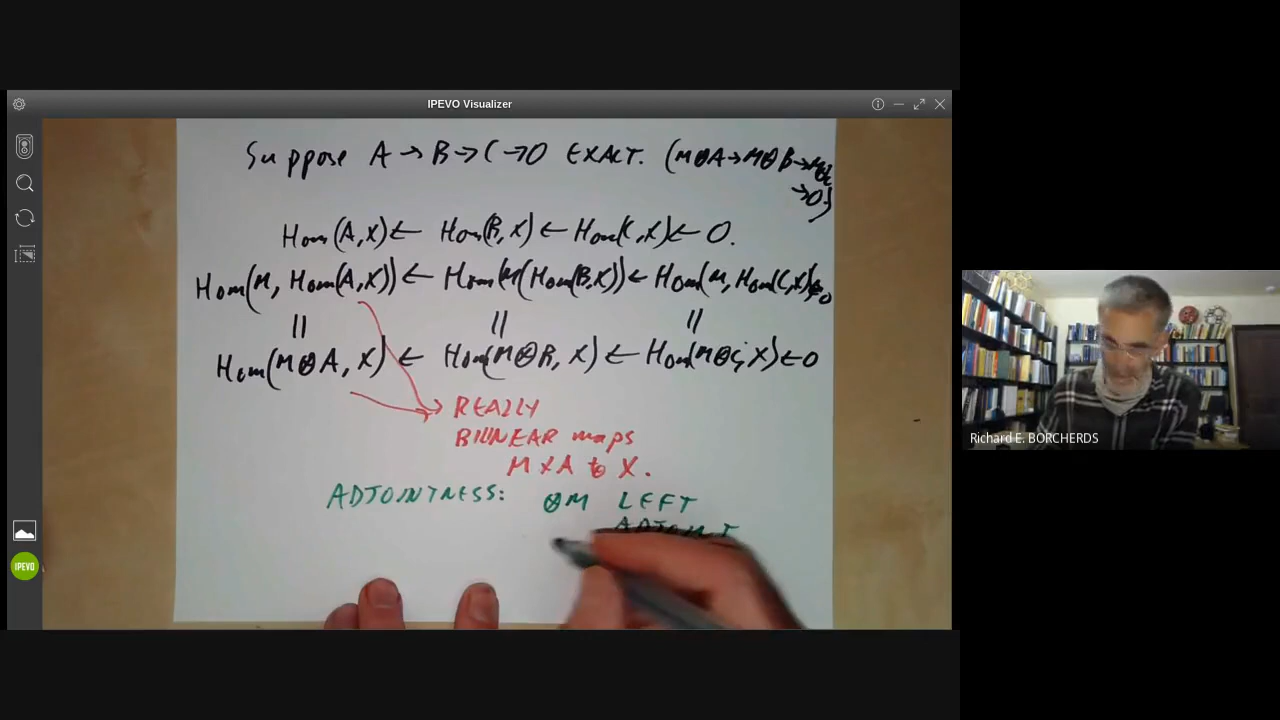 IPEVO Visualizer
Suppose A → B → C → 0 EXACT. (M⊗A → M⊗B → M⊗C
→ 0)
Hom(A,X) ← Hom(B,X) ← Hom(C,X) ← 0.
Hom(M, Hom(A,X)) ← Hom(M(Hom(B,X)) ← Hom(M, Hom(C,X) ← 0
|| || ||
Hom(M⊗A, X) ← Hom(M⊗B, X) ← Hom(M⊗C, X) ← 0
→ REALLY
BILINEAR maps
M × A to X.
ADJOINTNESS: ⊗M LEFT
ADJOINT
IPEVO
Richard E. BORCHERDS